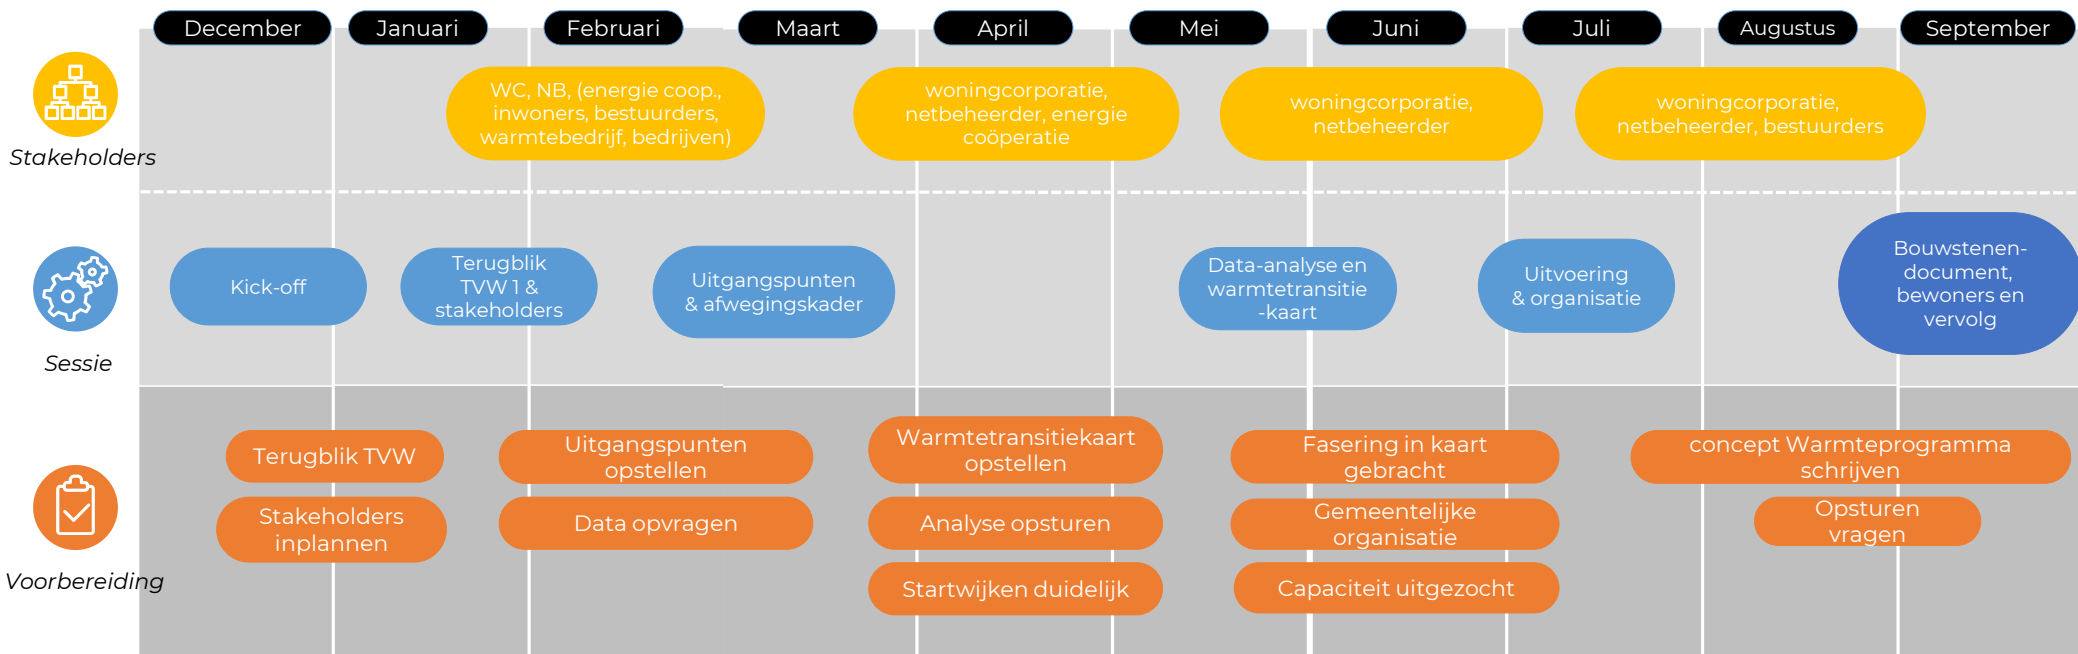 December
Januari
Februari
Maart
April
Mei
Juni
Juli
Augustus
September
Stakeholders
WC, NB, (energie coop.,
inwoners, bestuurders,
warmtebedrijf, bedrijven)
woningcorporatie,
netbeheerder, energie
coöperatie
woningcorporatie,
netbeheerder
woningcorporatie,
netbeheerder, bestuurders
Sessie
Kick-off
Terugblik
TVW 1 &
stakeholders
Uitgangspunten
& afwegingskader
Data-analyse en
warmtetransitie
-kaart
Uitvoering
& organisatie
Bouwstenen-
document,
bewoners en
vervolg
Voorbereiding
Terugblik TVW
Stakeholders
inplannen
Uitgangspunten
opstellen
Data opvragen
Warmtetransitiekaart
opstellen
Analyse opsturen
Startwijken duidelijk
Fasering in kaart
gebracht
Gemeentelijke
organisatie
Capaciteit uitgezocht
concept Warmteprogramma
schrijven
Opsturen
vragen